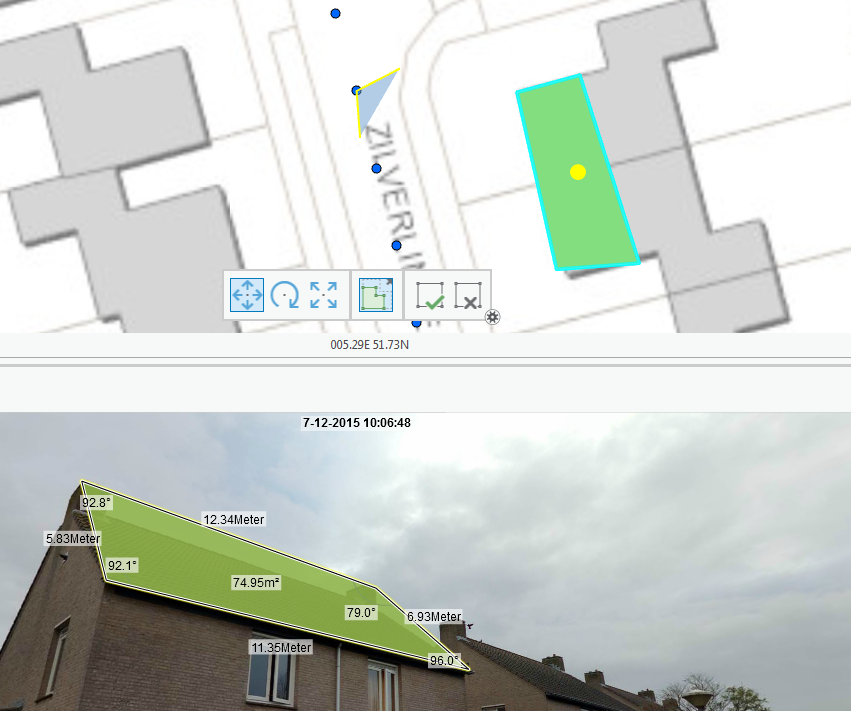 ZILVERLIN
005.29E 51.73N
7-12-2015 10:06:48
92.8°
12.34Meter
5.83Meter
92.1°
74.95m²
79.0°
6.93Meter
11.35Meter
96.0°